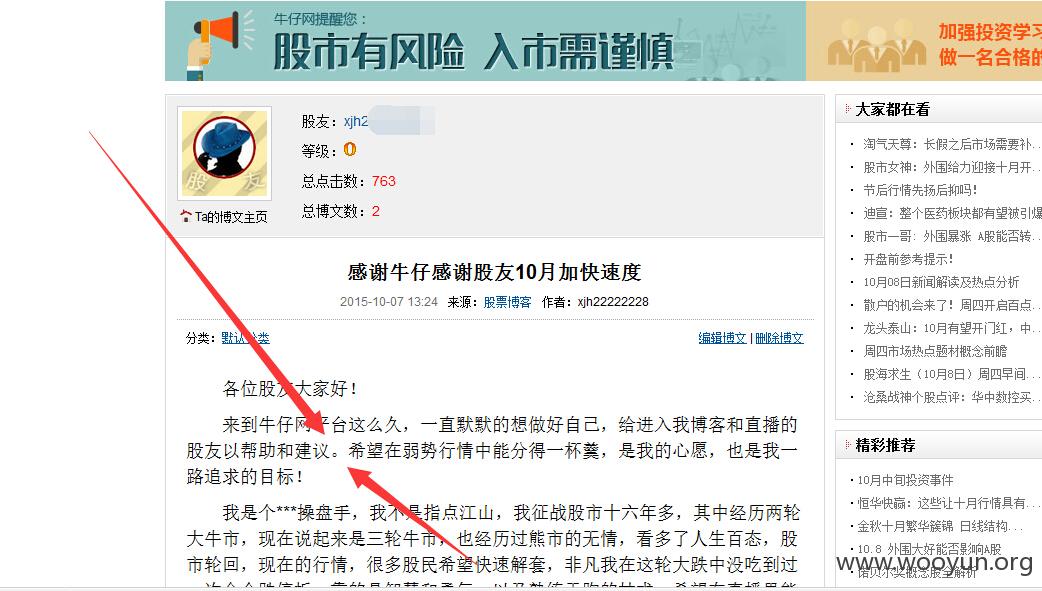 牛仔网提醒您：
股市有风险 入市需谨慎
加强投资学习
做一名合格的
股友：xjh2
等级：
总点击数：763
总博文数：2
股 友
Ta的博文主页
感谢牛仔感谢股友10月加快速度
2015-10-07 13:24 来源：股票博客 作者：xjh22222228
分类：默认分类
编辑博文 | 删除博文
各位股友大家好！
来到牛仔网平台这么久，一直默默的想做好自己，给进入我博客和直播的
股友以帮助和建议。希望在弱势行情中能分得一杯羹，是我的心愿，也是我一
路追求的目标！
我是个***操盘手，我不是指点江山，我征战股市十六年多，其中经历两轮
大牛市，现在说起来是三轮牛市，也经历过熊市的无情，看多了人生百态，股
市轮回，现在的行情，很多股民希望快速解套，非凡我在这轮大跌中没吃到过
大家都在看
· 淘气天尊：长假之后市场需要补...
· 股市女神：外围给力迎接十月开...
· 节后行情先扬后抑吗！
· 迪宣：整个医药板块都有望被引爆
· 股市一哥：外围暴涨 A股能否转...
· 开盘前参考提示！
· 10月08日新闻解读及热点分析
· 散户的机会来了！周四开启百点...
· 龙头泰山：10月有望开门红，中...
· 周四市场热点题材概念前瞻
· 股海求生（10月8日）周四早间...
· 沧桑战神个股点评：华中数控买...
精彩推荐
· 10月中旬投资事件
· 恒华快赢：这些让十月行情具有...
· 金秋十月繁华簇锦 日线结构...
· 10.8 外围大好能否影响A股
· 诺贝尔奖概念股全解析
www.wooyun.org